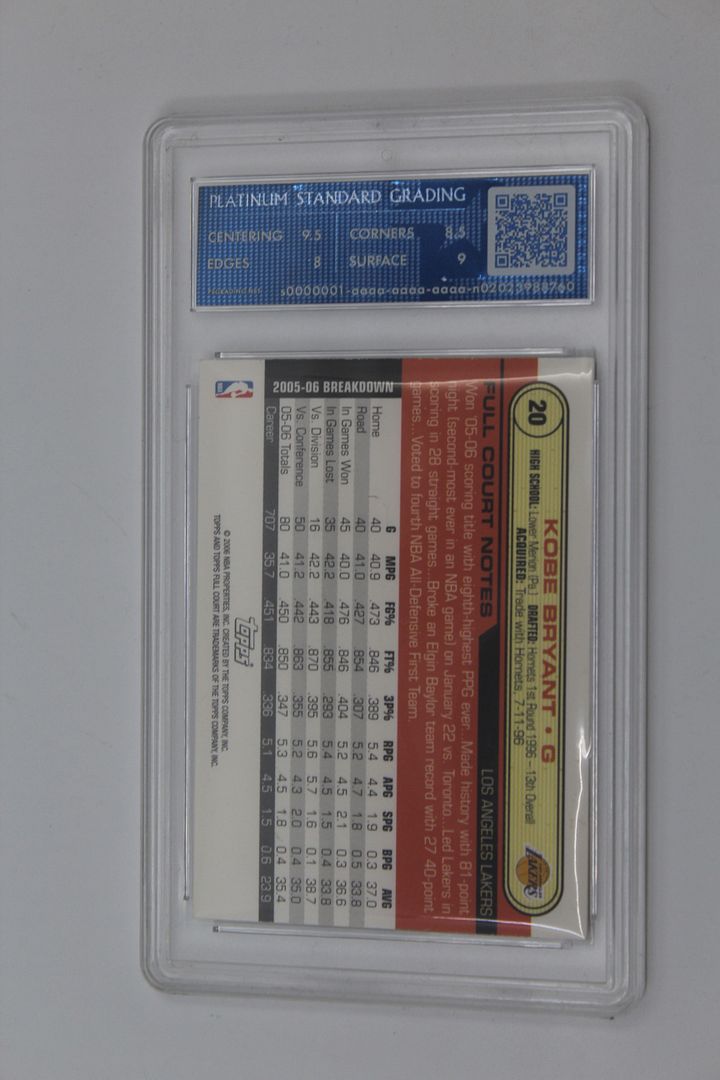 PLATINUM STANDARD GRADING
CENTERING 9.5 CORNERS 8.5
EDGES 8 SURFACE 9
s0000001-aaaa-aaaa-aaaa-n02023988760
20
KOBE BRYANT • G
HIGH SCHOOL: Lower Merion (Pa.) DRAFTED: Hornets 1st Round 1996 – 13th Overall
ACQUIRED: Trade with Hornets, 7-11-96
LAKERS
FULL COURT NOTES LOS ANGELES LAKERS
Won '05-06 scoring title with eighth-highest PPG ever... Made history with 81-point
night (second-most ever in an NBA game) on January 22 vs. Toronto... Led Lakers in
scoring in 28 straight games... Broke an Elgin Baylor team record with 27 40-point
games... Voted to fourth NBA All-Defensive First Team.
2005-06 BREAKDOWN G MPG FG% FT% 3P% RPG APG SPG BPG AVG
Home 40 40.9 .473 .846 .389 5.4 4.4 1.9 0.3 37.0
Road 40 41.0 .427 .854 .307 5.2 4.7 1.8 0.5 33.8
In Games Won 45 40.0 .476 .846 .404 5.2 4.5 2.1 0.3 36.6
In Games Lost 35 42.2 .418 .855 .293 5.4 4.5 1.5 0.4 33.8
Vs. Division 16 42.2 .443 .870 .395 5.6 5.7 1.6 0.1 38.7
Vs. Conference 50 41.2 .442 .863 .355 5.2 4.3 2.0 0.4 35.0
05-06 Totals 80 41.0 .450 .850 .347 5.3 4.5 1.8 0.4 35.4
Career 707 35.7 .451 .834 .336 5.1 4.5 1.5 0.6 23.9
topps
© 2006 NBA PROPERTIES, INC. CREATED BY THE TOPPS COMPANY, INC.
TOPPS AND TOPPS FULL COURT ARE TRADEMARKS OF THE TOPPS COMPANY, INC.